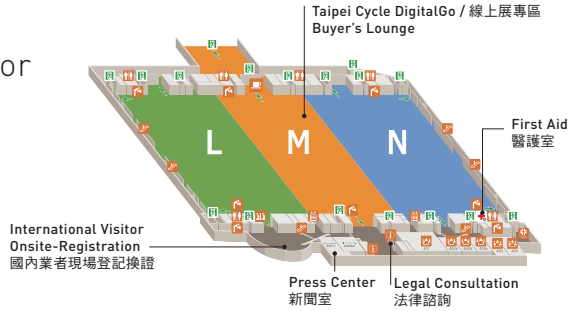 Taipei Cycle DigitalGo / 線上展專區
Buyer's Lounge
or
L
M
N
First Aid
醫護室
International Visitor
Onsite-Registration
國內業者現場登記換證
Press Center
新聞室
Legal Consultation
法律諮詢